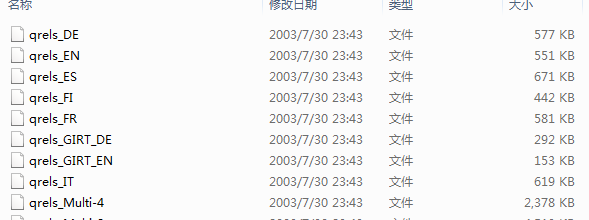 名称 修改日期 类型 大小
qrels_DE 2003/7/30 23:43 文件 577 KB
qrels_EN 2003/7/30 23:43 文件 551 KB
qrels_ES 2003/7/30 23:43 文件 671 KB
qrels_FI 2003/7/30 23:43 文件 442 KB
qrels_FR 2003/7/30 23:43 文件 581 KB
qrels_GIRT_DE 2003/7/30 23:43 文件 292 KB
qrels_GIRT_EN 2003/7/30 23:43 文件 153 KB
qrels_IT 2003/7/30 23:43 文件 619 KB
qrels_Multi-4 2003/7/30 23:43 文件 2,378 KB